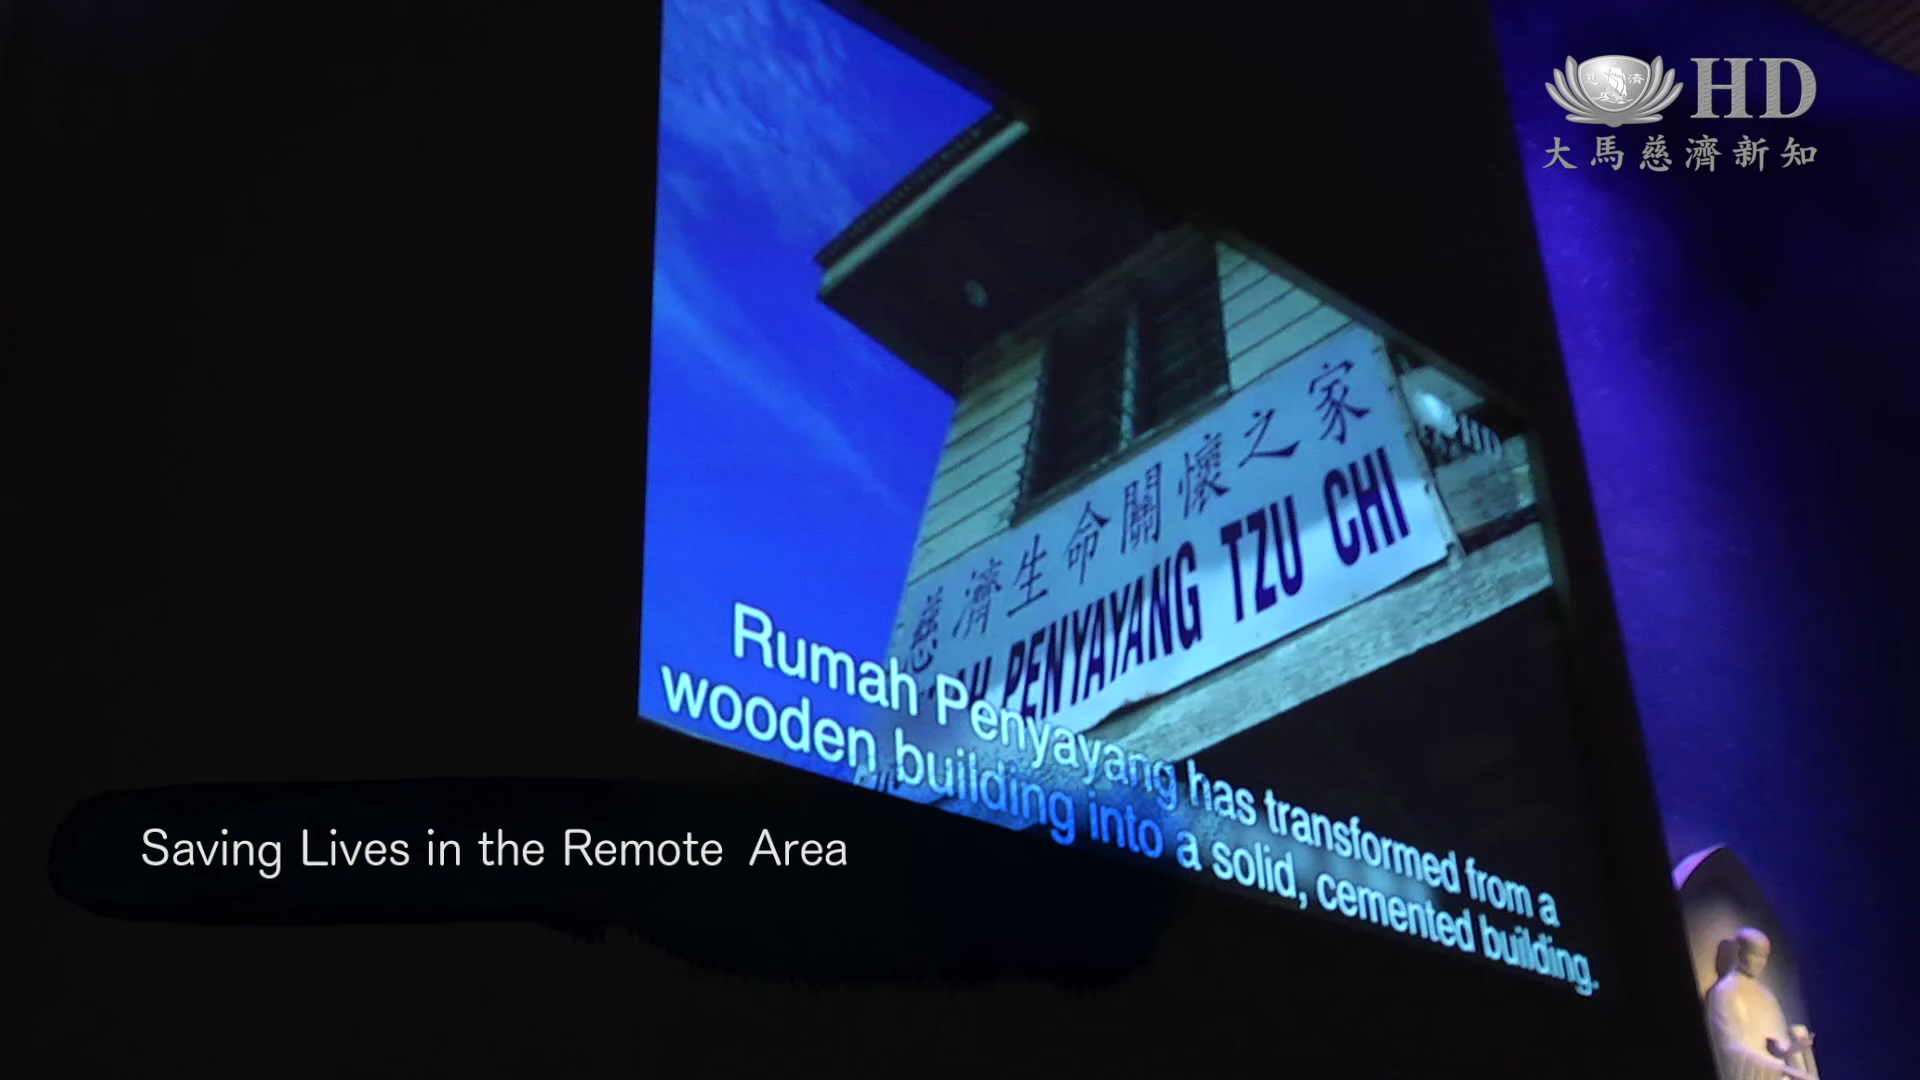 HD
大馬慈濟新知
慈濟生命關懷之家
PENYAYANG TZU CHI
HD
Rumah Penyayang has transformed from a
wooden building into a solid, cemented building.
Saving Lives in the Remote Area